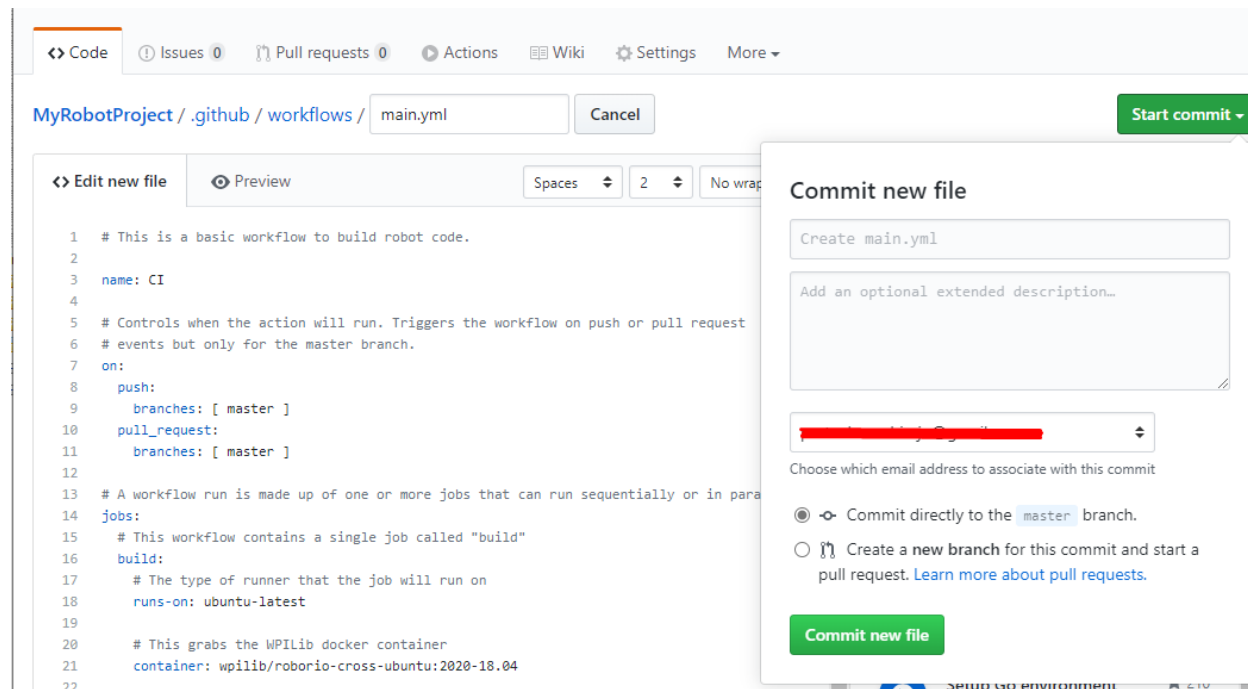 Code Issues 0 Pull requests 0 Actions Wiki Settings More
MyRobotProject / .github / workflows / main.yml Cancel Start commit
Edit new file Preview Spaces 2 No wrap
1 # This is a basic workflow to build robot code.
2
3 name: CI
4
5 # Controls when the action will run. Triggers the workflow on push or pull request
6 # events but only for the master branch.
7 on:
8 push:
9 branches: [ master ]
10 pull_request:
11 branches: [ master ]
12
13 # A workflow run is made up of one or more jobs that can run sequentially or in para
14 jobs:
15 # This workflow contains a single job called "build"
16 build:
17 # The type of runner that the job will run on
18 runs-on: ubuntu-latest
19
20 # This grabs the WPILib docker container
21 container: wpilib/roborio-cross-ubuntu:2020-18.04
22
Commit new file
Create main.yml
Add an optional extended description…
Choose which email address to associate with this commit
Commit directly to the master branch.
Create a new branch for this commit and start a
pull request. Learn more about pull requests.
Commit new file
Setup Go environment 210